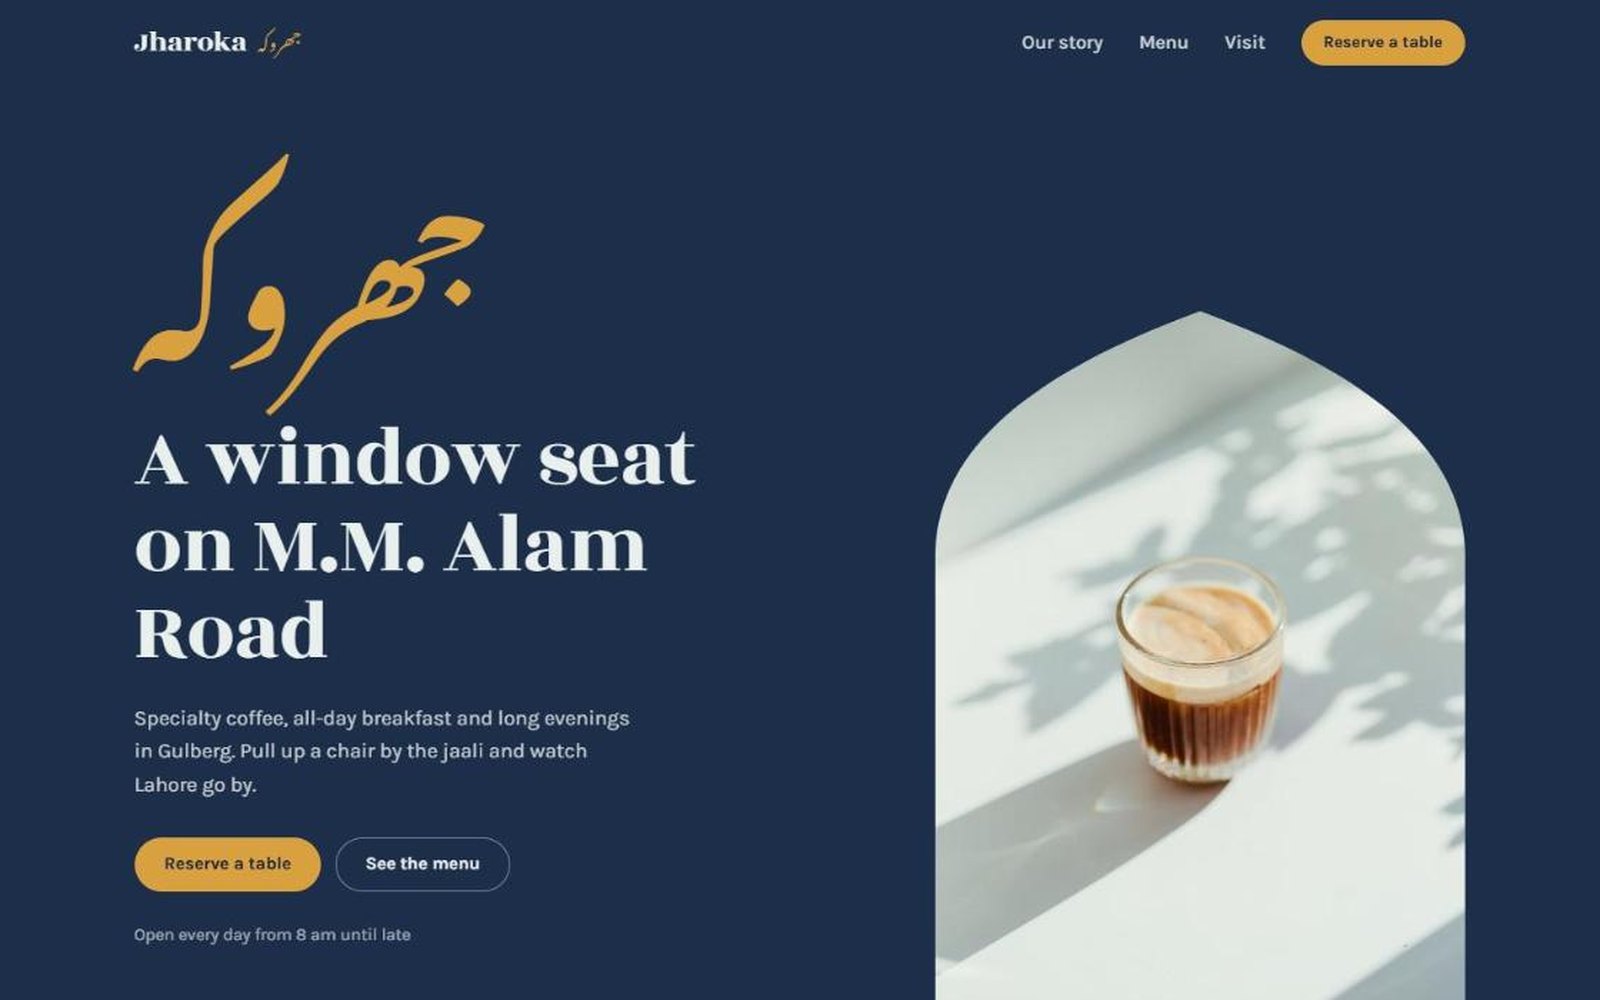 Jharoka جھروکہ
Our story
Menu
Visit
Reserve a table
جھروکہ
A window seat
on M.M. Alam
Road
Specialty coffee, all-day breakfast and long evenings
in Gulberg. Pull up a chair by the jaali and watch
Lahore go by.
Reserve a table
See the menu
Open every day from 8 am until late